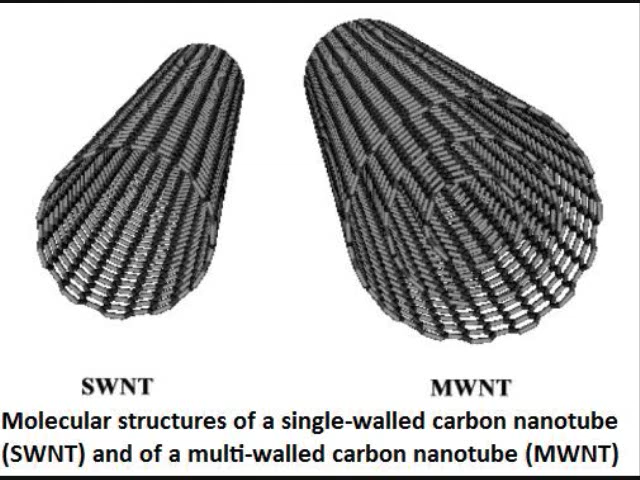 SWNT
MWNT
Molecular structures of a single-walled carbon nanotube
(SWNT) and of a multi-walled carbon nanotube (MWNT)